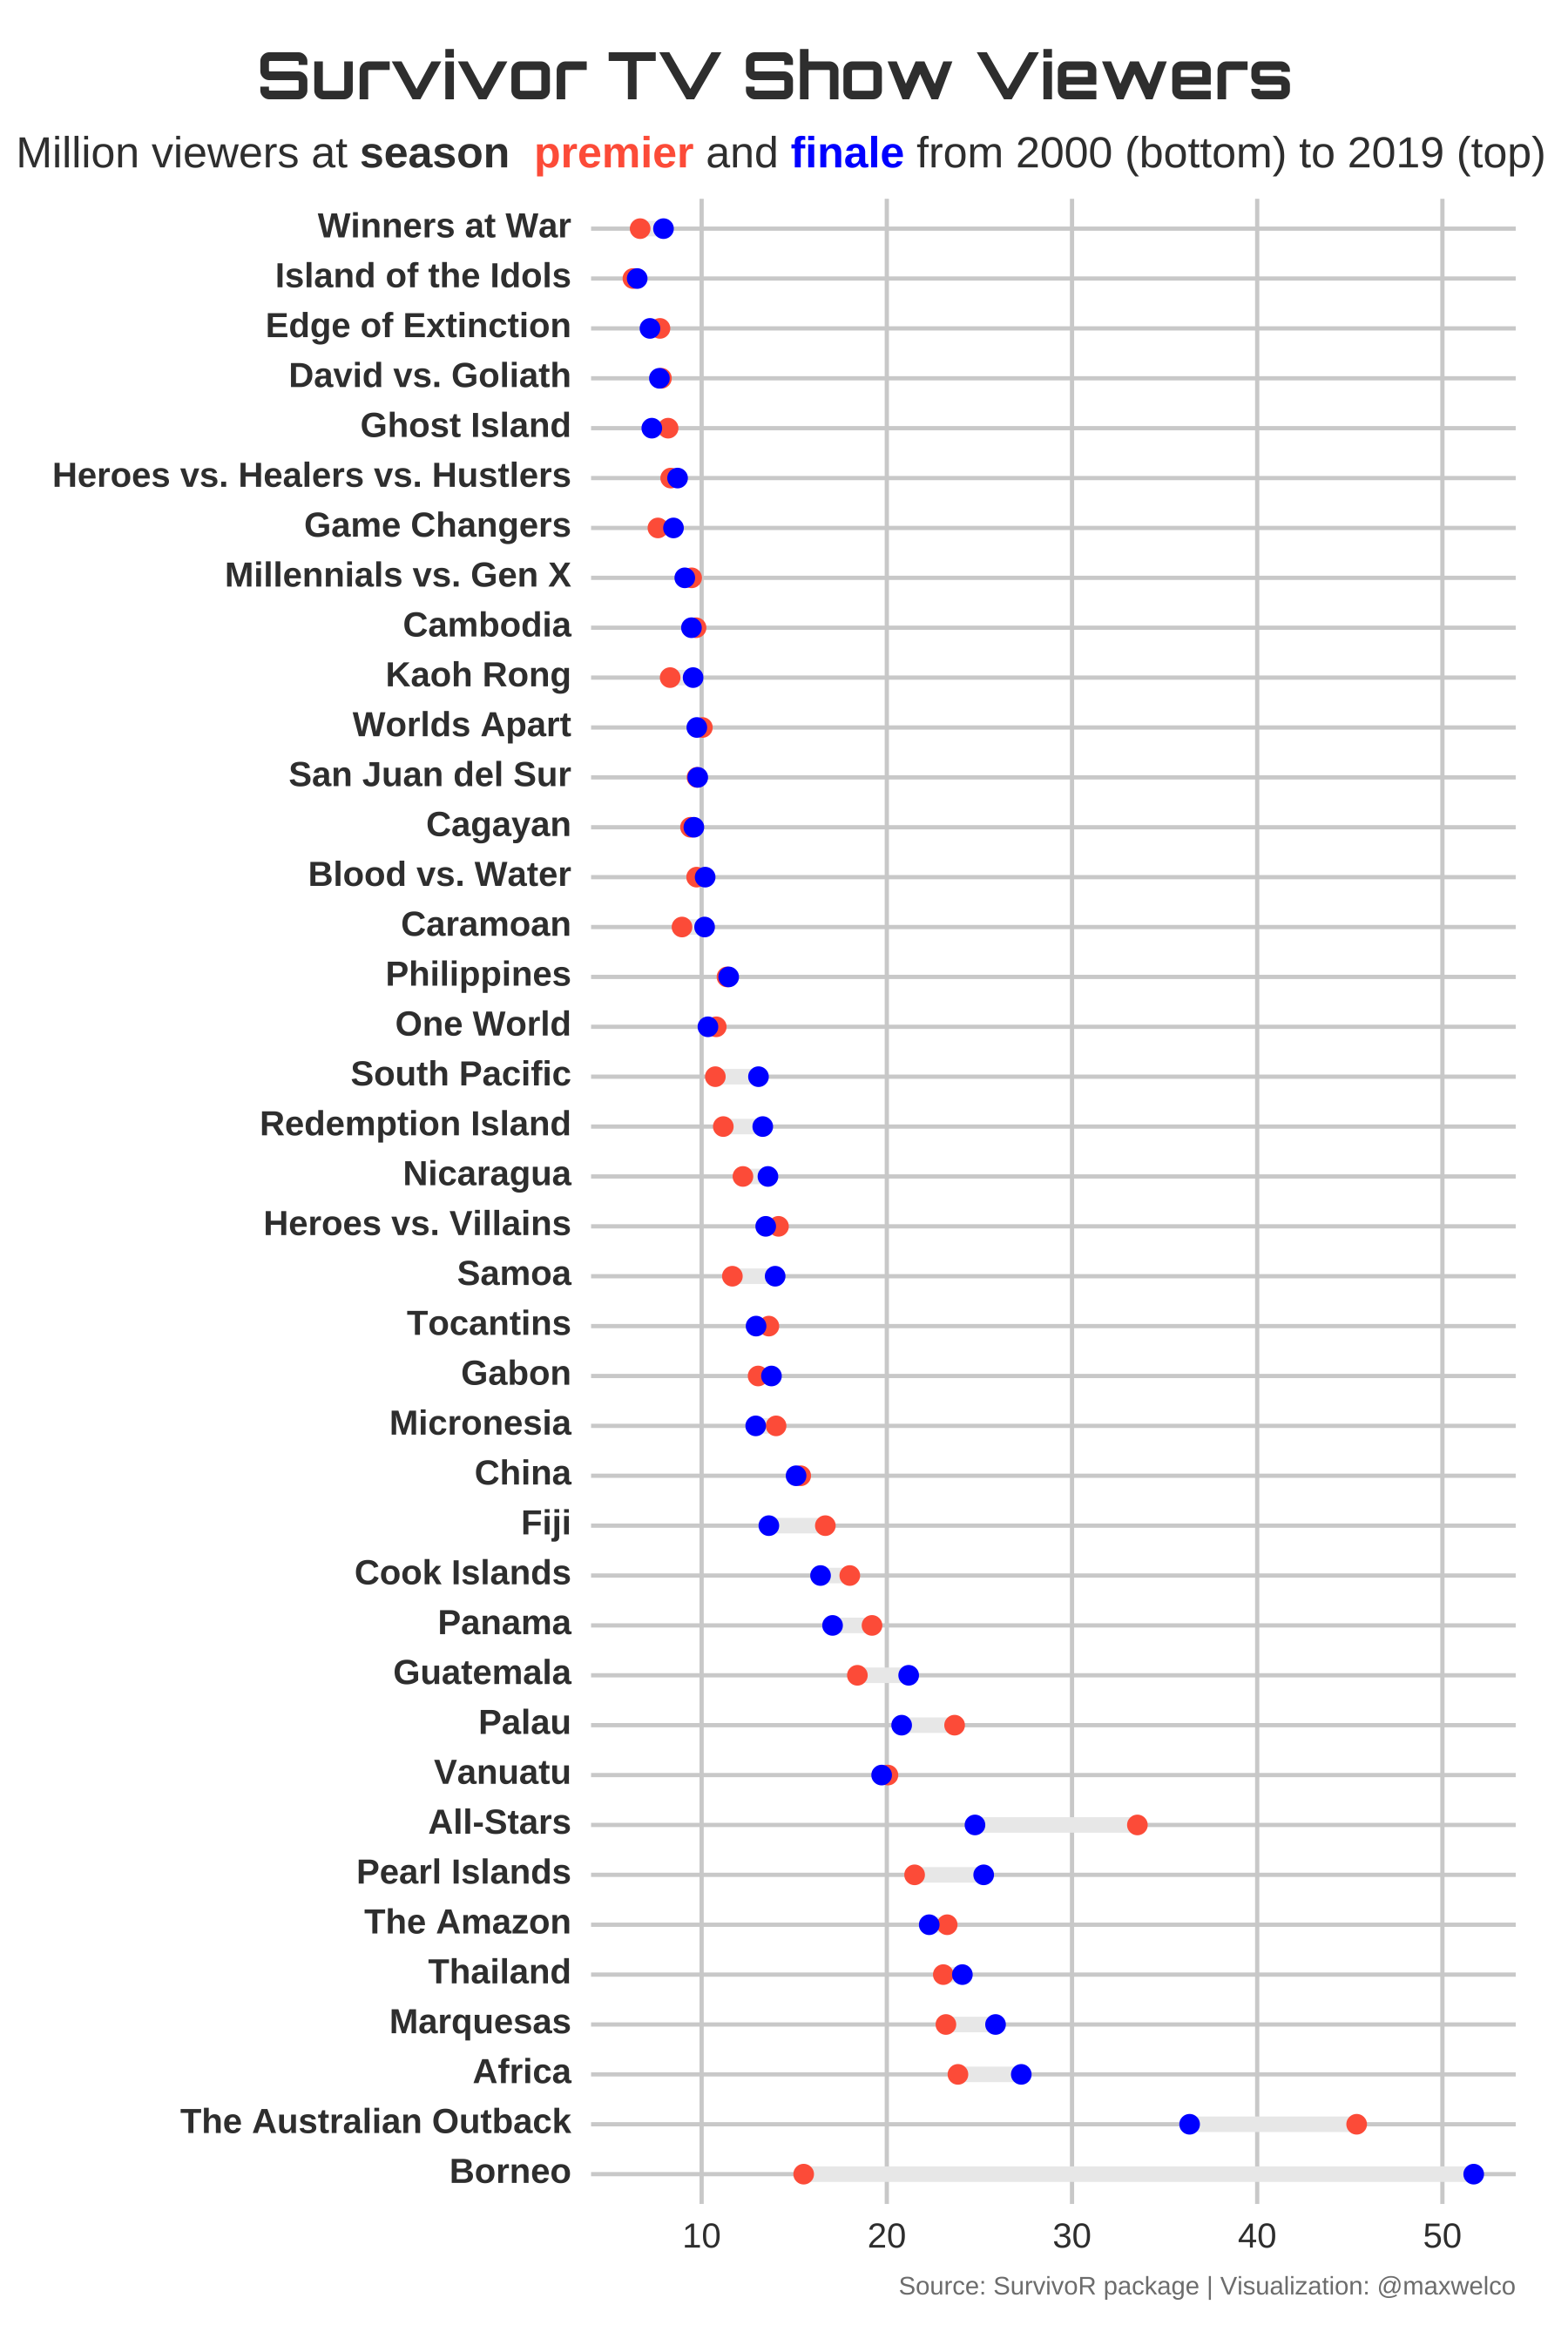 Survivor TV Show Viewers
Million viewers at season premier and finale from 2000 (bottom) to 2019 (top)
Winners at War
Island of the Idols
Edge of Extinction
David vs. Goliath
Ghost Island
Heroes vs. Healers vs. Hustlers
Game Changers
Millennials vs. Gen X
Cambodia
Kaoh Rong
Worlds Apart
San Juan del Sur
Cagayan
Blood vs. Water
Caramoan
Philippines
One World
South Pacific
Redemption Island
Nicaragua
Heroes vs. Villains
Samoa
Tocantins
Gabon
Micronesia
China
Fiji
Cook Islands
Panama
Guatemala
Palau
Vanuatu
All-Stars
Pearl Islands
The Amazon
Thailand
Marquesas
Africa
The Australian Outback
Borneo
10 20 30 40 50
Source: SurvivoR package | Visualization: @maxwelco